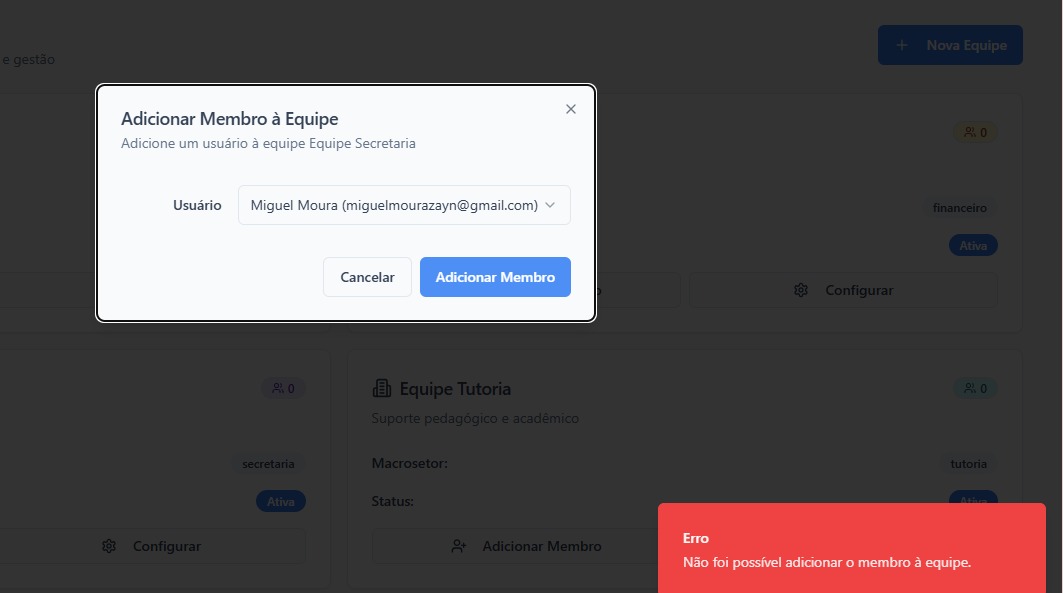 e gestão
Nova Equipe
Adicionar Membro à Equipe
Adicione um usuário à equipe Equipe Secretaria
0
Usuário
Miguel Moura (miguelmourazayn@gmail.com)
financeiro
Ativa
Cancelar
Adicionar Membro
o
Configurar
0
Equipe Tutoria
0
Suporte pedagógico e acadêmico
secretaria
Macrosetor:
tutoria
Ativa
Status:
Ativa
Configurar
Adicionar Membro
Erro
Não foi possível adicionar o membro à equipe.